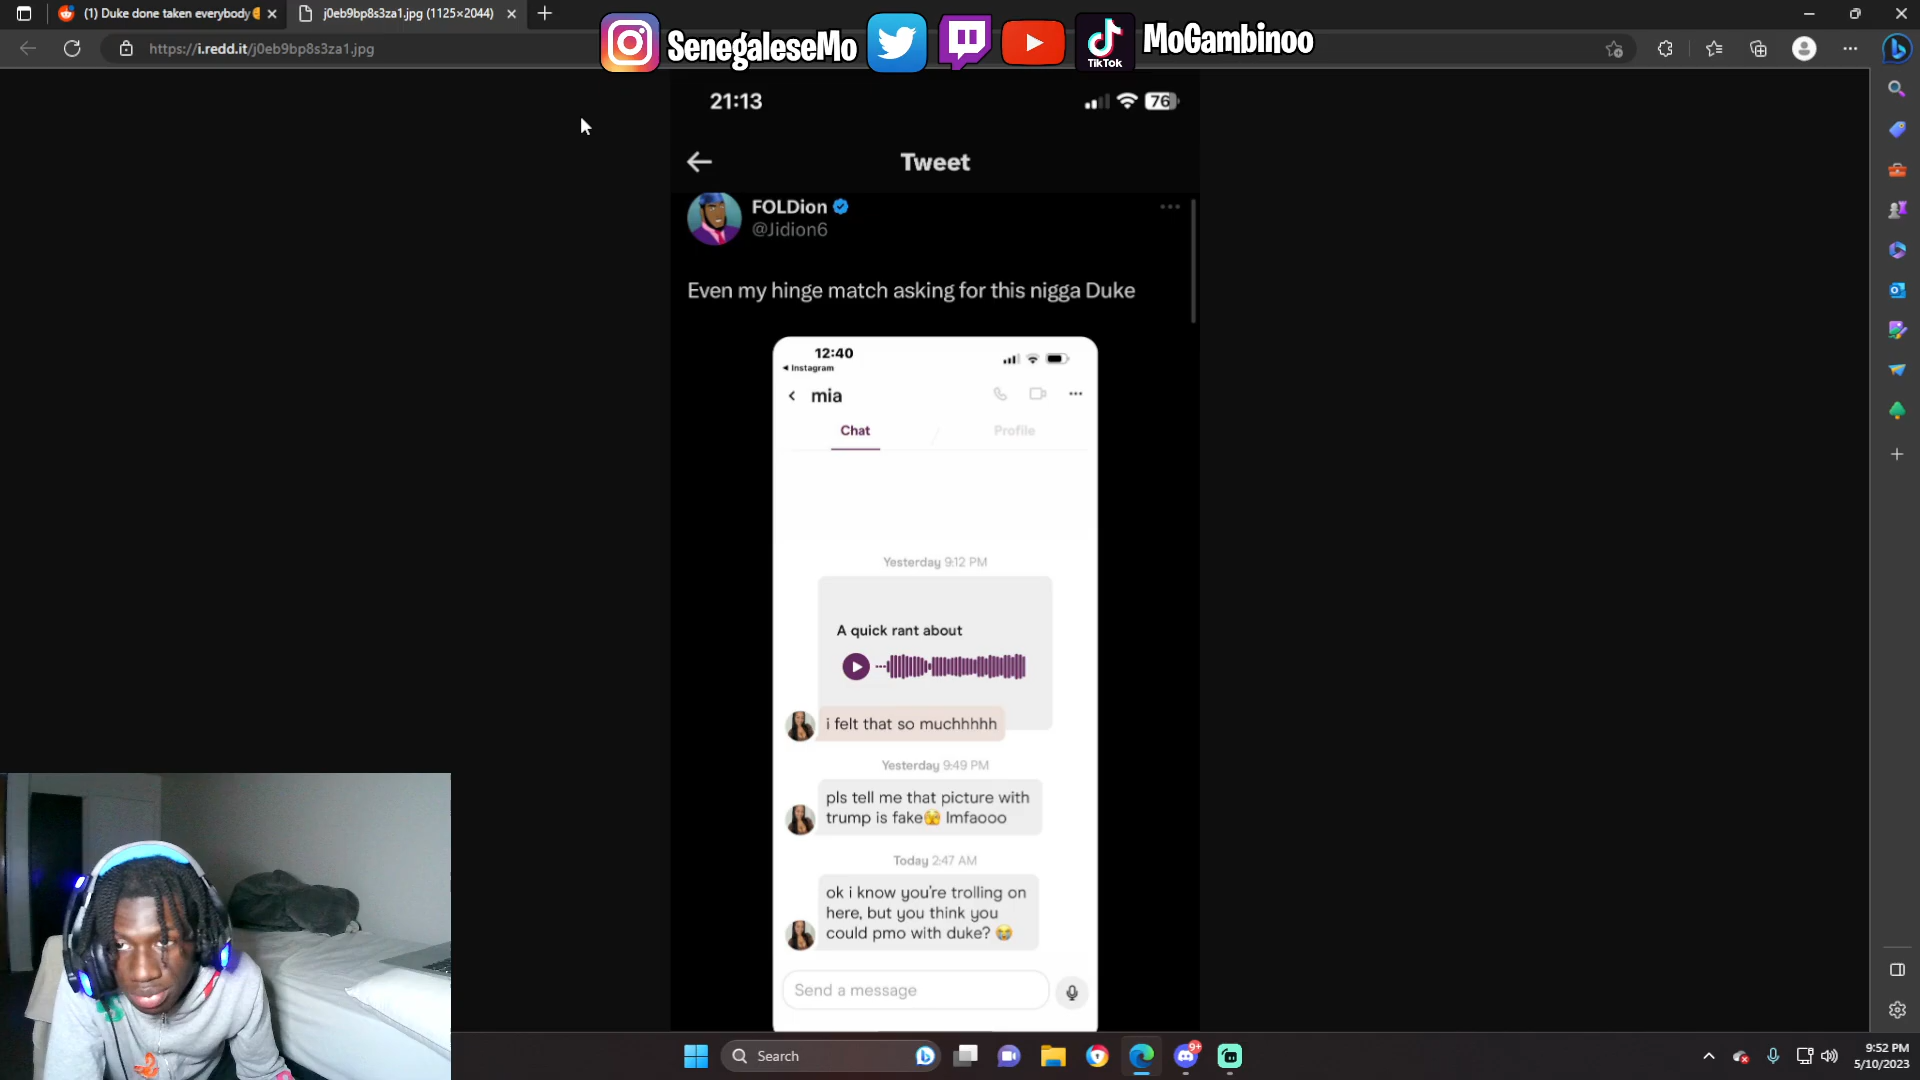 (1) Duke done taken everybody
j0eb9bp8s3za1.jpg (1125×2044)
https://i.redd.it/j0eb9bp8s3za1.jpg
SenegaleseMo
TikTok
MoGambinoo
21:13
76
Tweet
FOLDion
@Jidion6
Even my hinge match asking for this nigga Duke
12:40
Instagram
mia
Chat
Profile
Yesterday 9:12 PM
A quick rant about
i felt that so muchhhhh
Yesterday 9:49 PM
pls tell me that picture with
trump is fake🫣 lmfaooo
Today 2:47 AM
ok i know you're trolling on
here, but you think you
could pmo with duke? 😭
Send a message
Search
9+
9:52 PM
5/10/2023